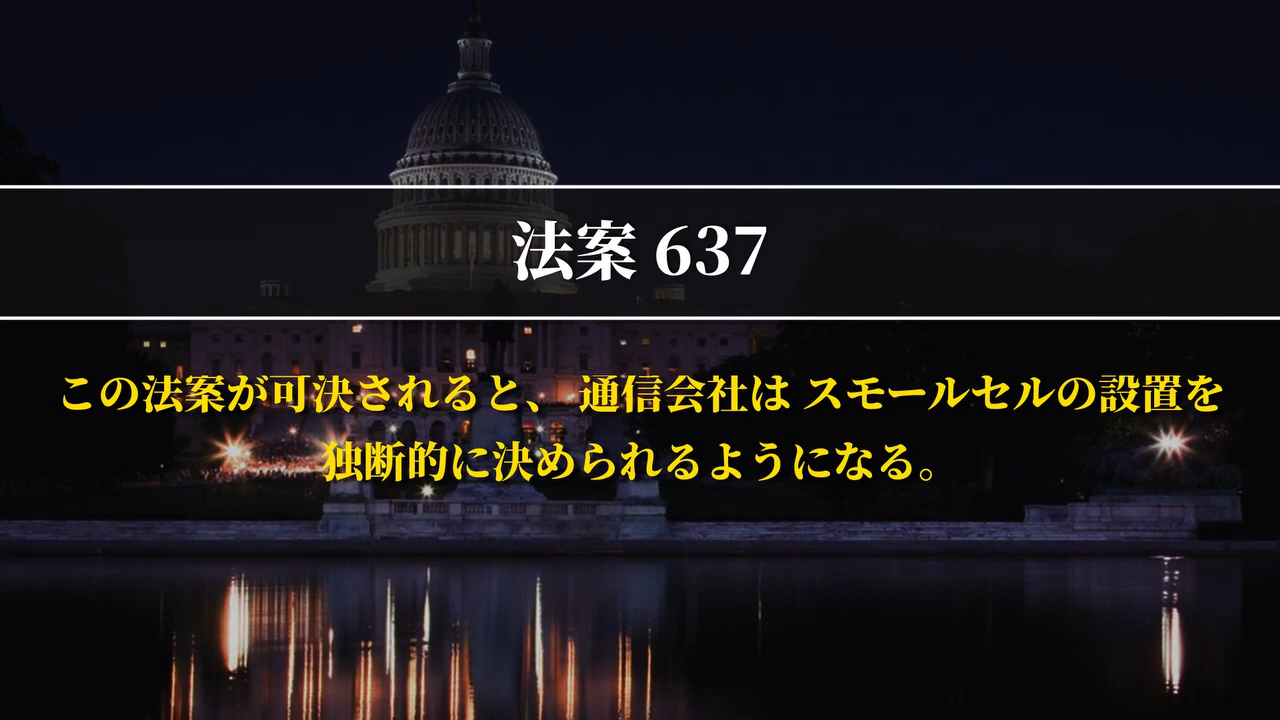 法案 637
この法案が可決されると、 通信会社は スモールセルの設置を
独断的に決められるようになる。